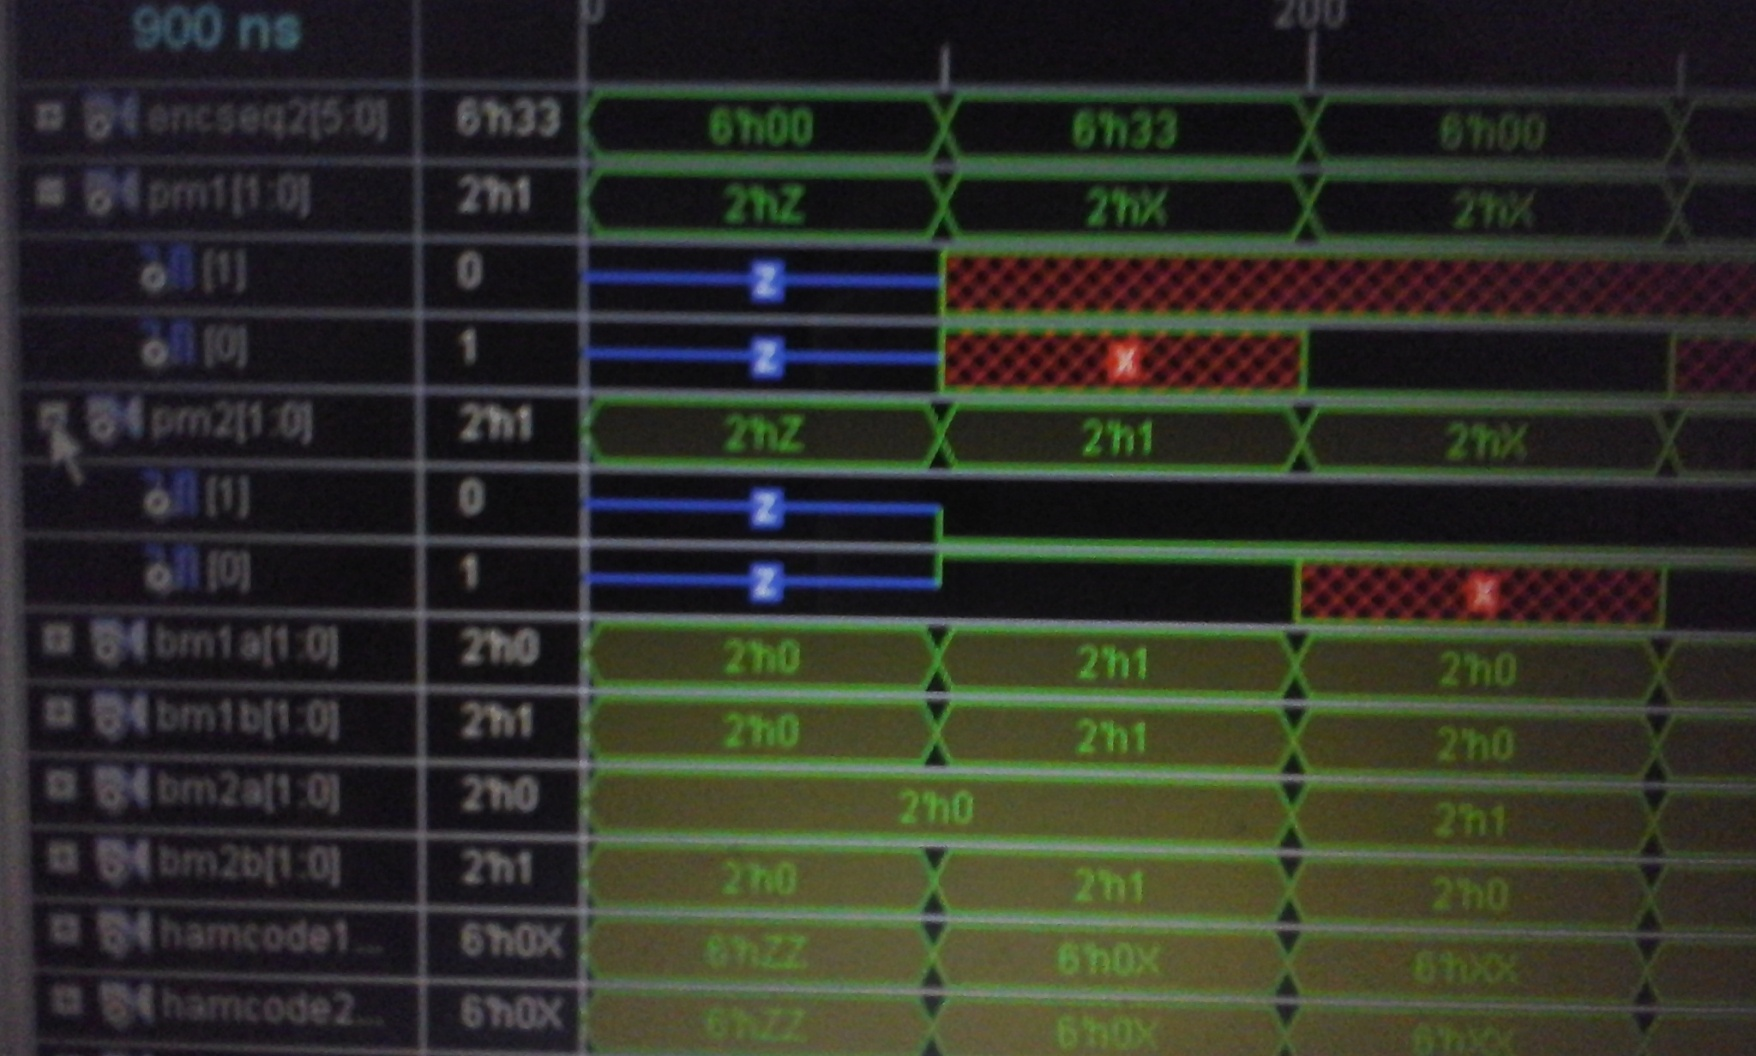 900 ns 0 200
encseq2[5:0] 6'h33 6'h00 6'h33 6'h00
pm1[1:0] 2'h1 2'hZ 2'hX 2'hX
[1] 0 Z
[0] 1 Z X
pm2[1:0] 2'h1 2'hZ 2'h1 2'hX
[1] 0 Z
[0] 1 Z X
bm1a[1:0] 2'h0 2'h0 2'h1 2'h0
bm1b[1:0] 2'h1 2'h0 2'h1 2'h0
bm2a[1:0] 2'h0 2'h0 2'h1
bm2b[1:0] 2'h1 2'h0 2'h1 2'h0
hamcode1... 6'h0X 6'hZZ 6'h0X 6'hXX
hamcode2... 6'h0X 6'hZZ 6'h0X 6'hXX